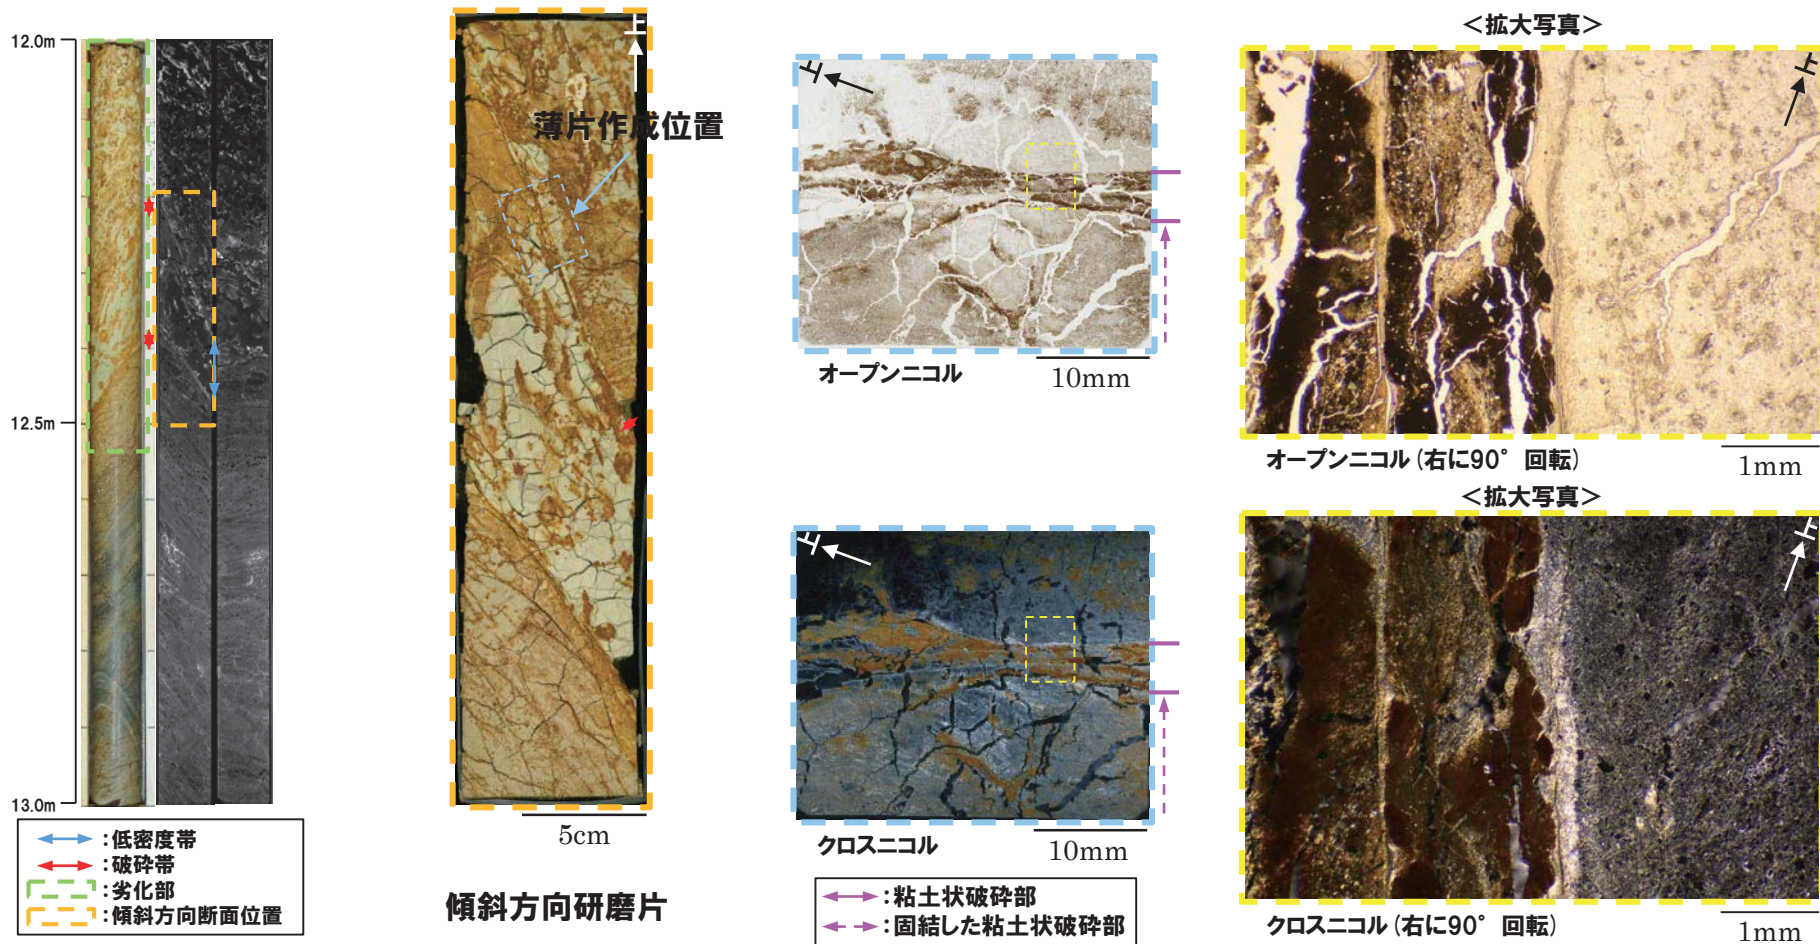 12.0m
12.5m
13.0m
:低密度帯
:破砕帯
:劣化部
:傾斜方向断面位置
上
薄片作成位置
5cm
傾斜方向研磨片
上
オープンニコル
10mm
上
クロスニコル
10mm
:粘土状破砕部
:固結した粘土状破砕部
<拡大写真>
上
オープンニコル(右に90° 回転)
1mm
<拡大写真>
上
クロスニコル(右に90° 回転)
1mm